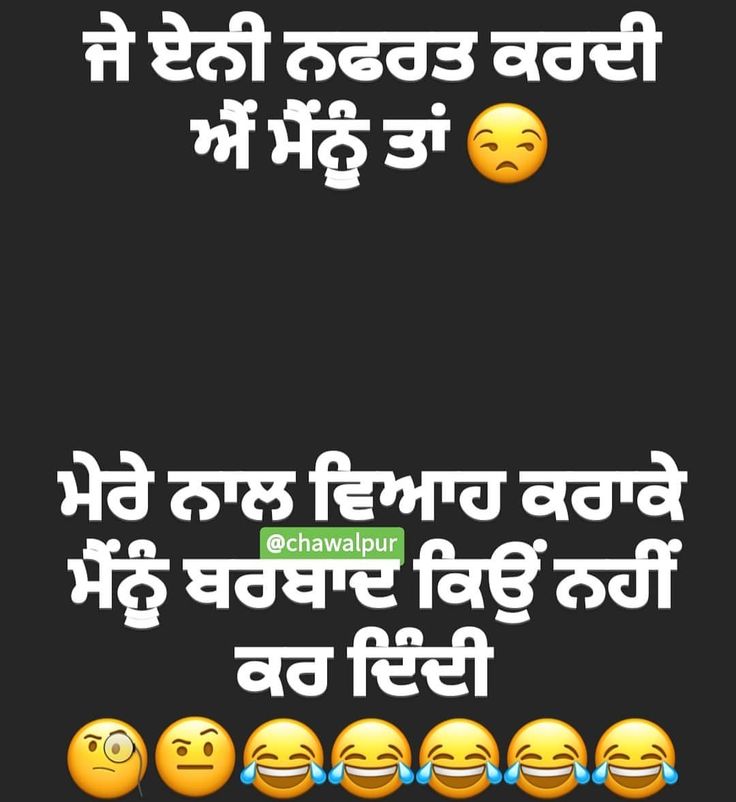 ਜੇ ਏਨੀ ਨਫਰਤ ਕਰਦੀ
ਐਂ ਮੈਂਨੂੰ ਤਾਂ 😒
ਮੇਰੇ ਨਾਲ ਵਿਆਹ ਕਰਾਕੇ
@chawalpur
ਮੈਂਨੂੰ ਬਰਬਾਦ ਕਿਉਂ ਨਹੀਂ
ਕਰ ਦਿੰਦੀ
🧐🤨😂😂😂😂😂